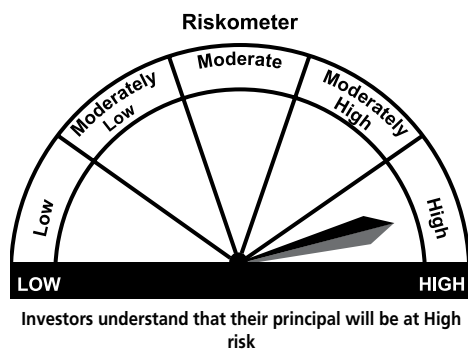 Riskometer
Moderate
Moderately
Low
Moderately
High
Low
High
LOW
HIGH
Investors understand that their principal will be at High
risk